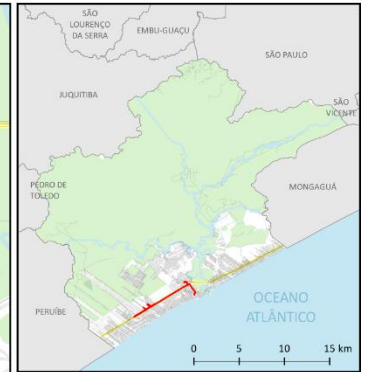 SÃO
LOURENÇO
DA SERRA
EMBU-GUAÇU
SÃO PAULO
JUQUITIBA
SÃO
VICENTE
PEDRO DE
TOLEDO
MONGAGUÁ
PERUÍBE
OCEANO
ATLÂNTICO
0 5 10 15 km